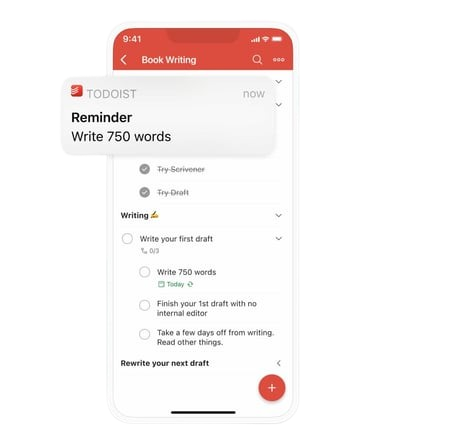 9:41
Book Writing
TODOIST
now
Reminder
Write 750 words
Try Scrivener
Try Draft
Writing ✍️
Write your first draft
0/3
Write 750 words
Today
Finish your 1st draft with no
internal editor
Take a few days off from writing.
Read other things.
Rewrite your next draft